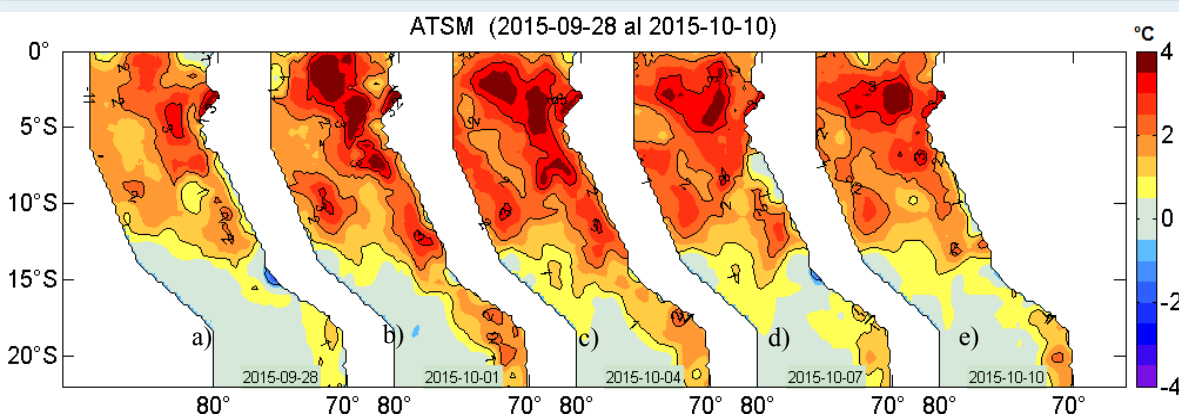 ATSM (2015-09-28 al 2015-10-10)
°C
0°
5°S
10°S
15°S
20°S
a) b) c) d) e)
2015-09-28 2015-10-01 2015-10-04 2015-10-07 2015-10-10
80° 70° 80° 70° 80° 70° 80° 70° 80° 70°
4
2
0
-2
-4